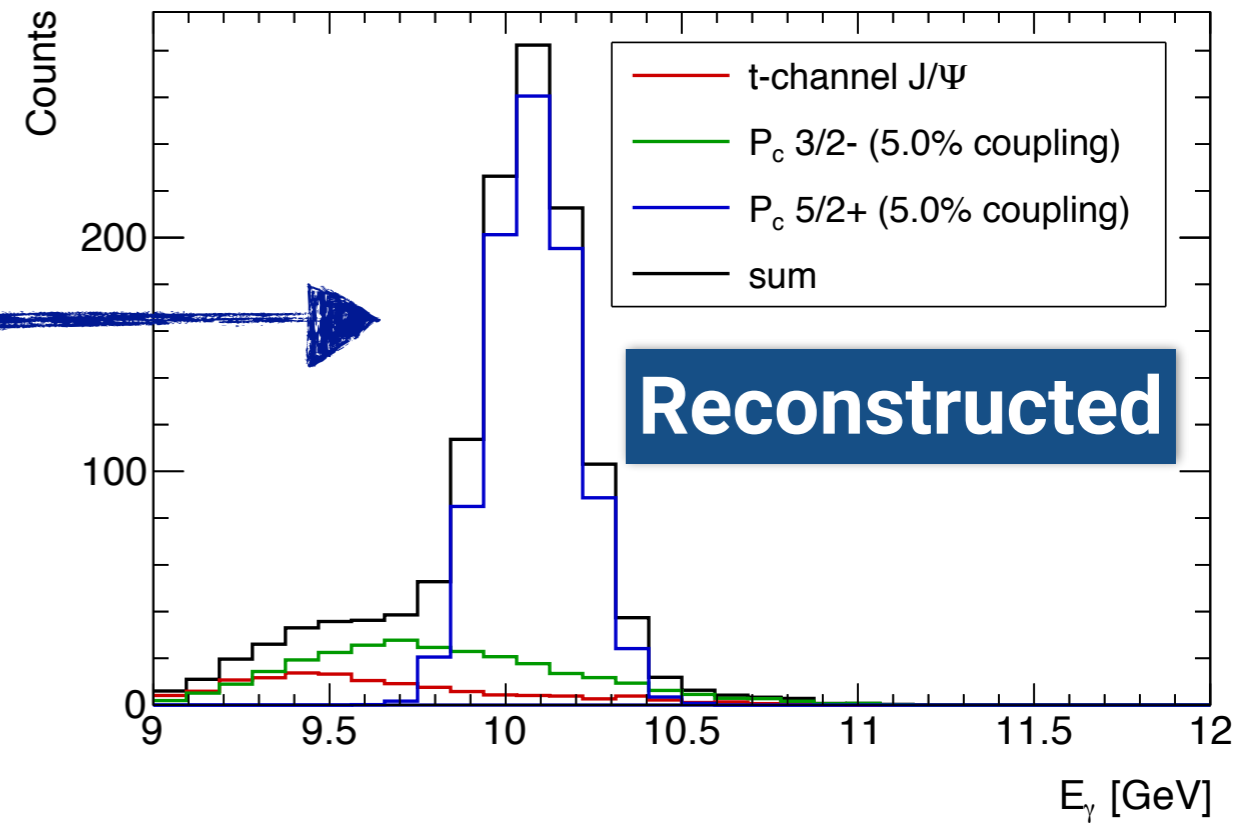 Counts
t-channel J/Ψ
P_c 3/2- (5.0% coupling)
P_c 5/2+ (5.0% coupling)
sum
Reconstructed
200
100
0
9 9.5 10 10.5 11 11.5 12
E_γ [GeV]